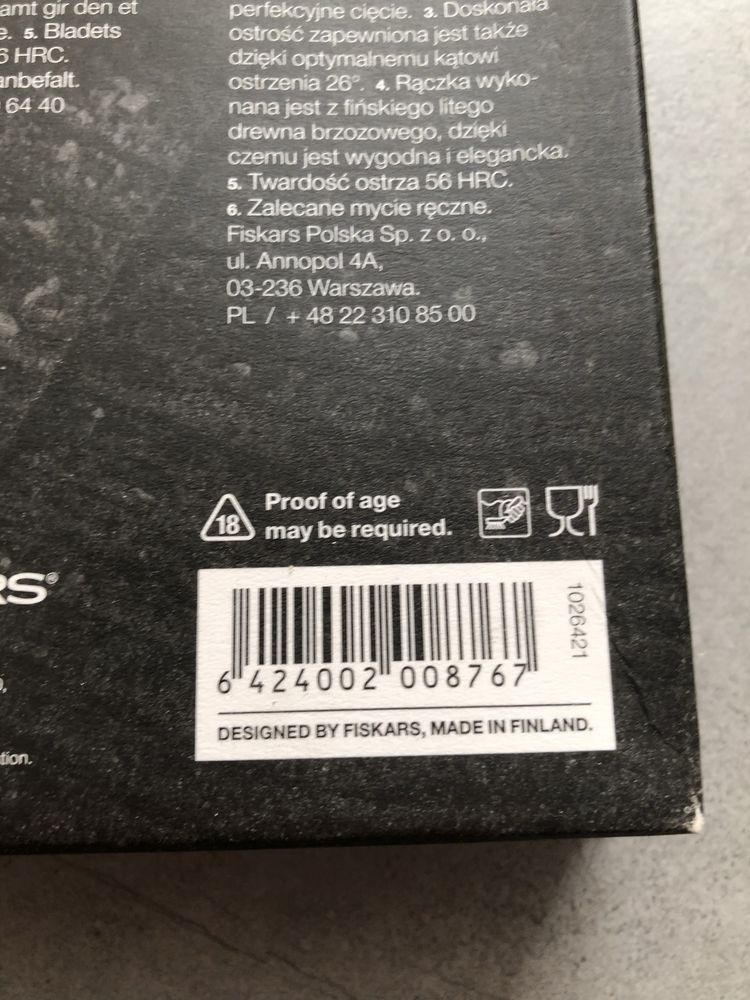 amt gir den et
e. 5. Bladets
6 HRC.
anbefalt.
64 40
perfekcyjne cięcie. 3. Doskonała
ostrość zapewniona jest także
dzięki optymalnemu kątowi
ostrzenia 26°. 4. Rączka wyko-
nana jest z fińskiego litego
drewna brzozowego, dzięki
czemu jest wygodna i elegancka.
5. Twardość ostrza 56 HRC.
6. Zalecane mycie ręczne.
Fiskars Polska Sp. z o. o.,
ul. Annopol 4A,
03-236 Warszawa.
PL / + 48 22 310 85 00
18
Proof of age
may be required.
RS®
tion.
1026421
6 424002 008767
DESIGNED BY FISKARS, MADE IN FINLAND.